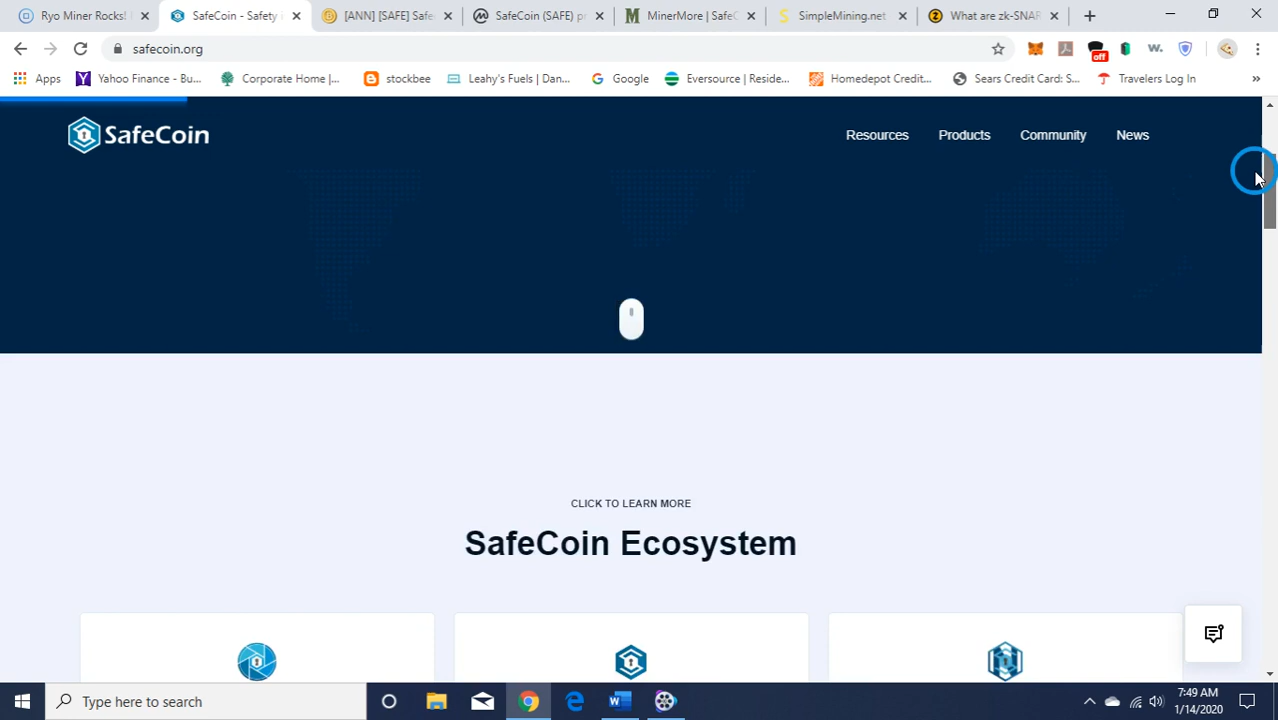 Ryo Miner Rocks!
SafeCoin - Safety i
[ANN] [SAFE] Safe
SafeCoin (SAFE) pr
MinerMore | SafeC
SimpleMining.net
What are zk-SNAR
safecoin.org
off
w.
Apps
Yahoo Finance - Bu...
Corporate Home |...
stockbee
Leahy's Fuels | Dan...
Google
Eversource | Reside...
Homedepot Credit...
Sears Credit Card: S...
Travelers Log In
»
SafeCoin
Resources
Products
Community
News
CLICK TO LEARN MORE
SafeCoin Ecosystem
Type here to search
7:49 AM
1/14/2020